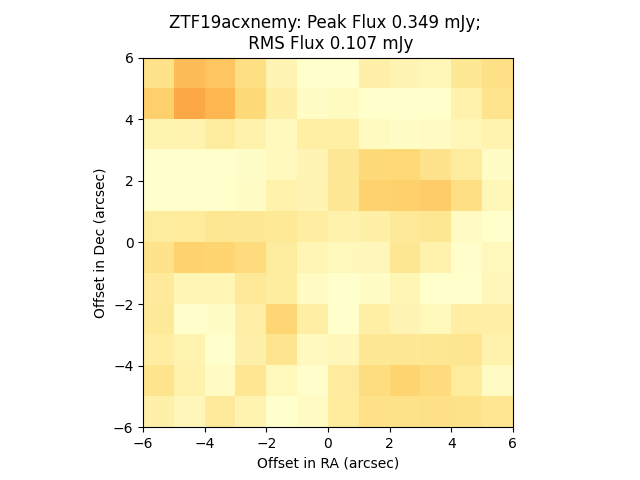 ZTF19acxnemy: Peak Flux 0.349 mJy;
RMS Flux 0.107 mJy
6
4
2
0
−2
−4
−6
Offset in Dec (arcsec)
−6 −4 −2 0 2 4 6
Offset in RA (arcsec)